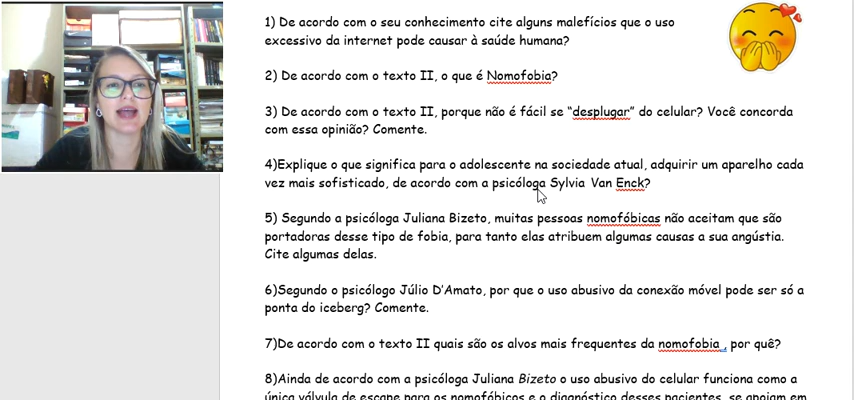 1) De acordo com o seu conhecimento cite alguns malefícios que o uso
excessivo da internet pode causar à saúde humana?
2) De acordo com o texto II, o que é Nomofobia?
3) De acordo com o texto II, porque não é fácil se “desplugar” do celular? Você concorda
com essa opinião? Comente.
4)Explique o que significa para o adolescente na sociedade atual, adquirir um aparelho cada
vez mais sofisticado, de acordo com a psicóloga Sylvia Van Enck?
5) Segundo a psicóloga Juliana Bizeto, muitas pessoas nomofóbicas não aceitam que são
portadoras desse tipo de fobia, para tanto elas atribuem algumas causas a sua angústia.
Cite algumas delas.
6)Segundo o psicólogo Júlio D’Amato, por que o uso abusivo da conexão móvel pode ser só a
ponta do iceberg? Comente.
7)De acordo com o texto II quais são os alvos mais frequentes da nomofobia , por quê?
8)Ainda de acordo com a psicóloga Juliana Bizeto o uso abusivo do celular funciona como a
única válvula de escape para os nomofóbicos e o diagnóstico desses pacientes, se apoiam em